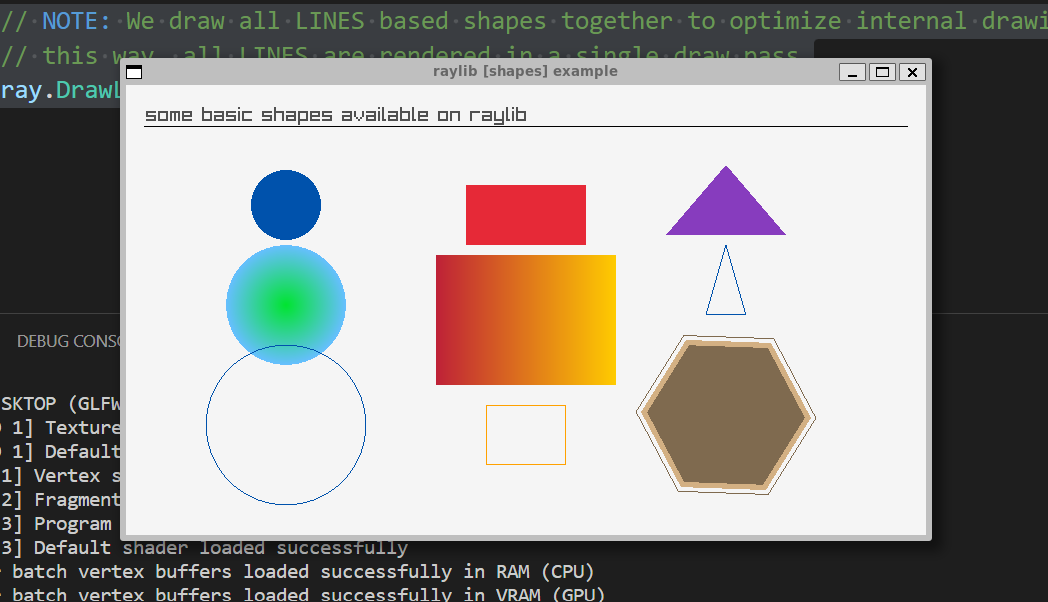 // NOTE: We draw all LINES based shapes together to optimize internal
// this way, all LINES are rendered in a single draw pass
raylib [shapes] example
ray.
some basic shapes available on raylib
DEBUG
SKTOP (GLFW
1] Texture
1] Default
1] Vertex
2] Fragment
3] Program
3] Default shader loaded successfully
batch vertex buffers loaded successfully in RAM (CPU)
batch vertex buffers loaded successfully in VRAM (GPU)